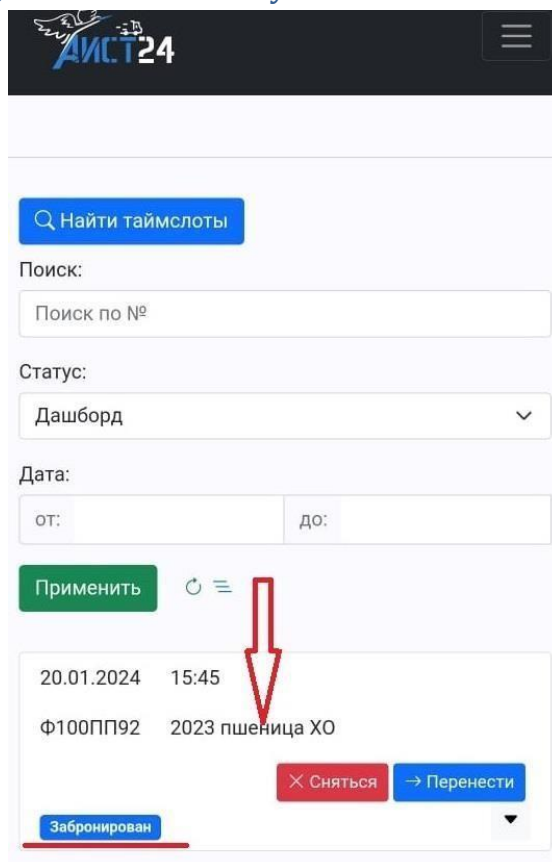 АИСТ24
Найти таймслоты
Поиск:
Поиск по №
Статус:
Дашборд
Дата:
от: до:
Применить
20.01.2024 15:45
Ф100ПП92 2023 пшеница ХО
Сняться Перенести
Забронирован